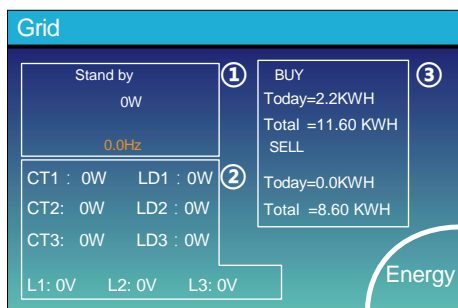 Grid
Stand by
0W
0.0Hz
①
CT1 : 0W LD1 : 0W
CT2: 0W LD2 : 0W
CT3: 0W LD3 : 0W
L1: 0V L2: 0V L3: 0V
②
BUY
Today=2.2KWH
Total =11.60 KWH
SELL
Today=0.0KWH
Total =8.60 KWH
③
Energy